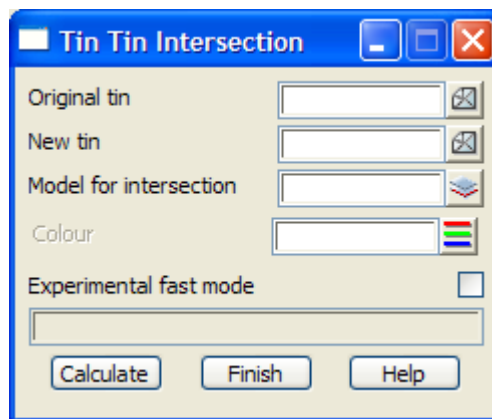 Tin Tin Intersection
Original tin
New tin
Model for intersection
Colour
Experimental fast mode
Calculate Finish Help